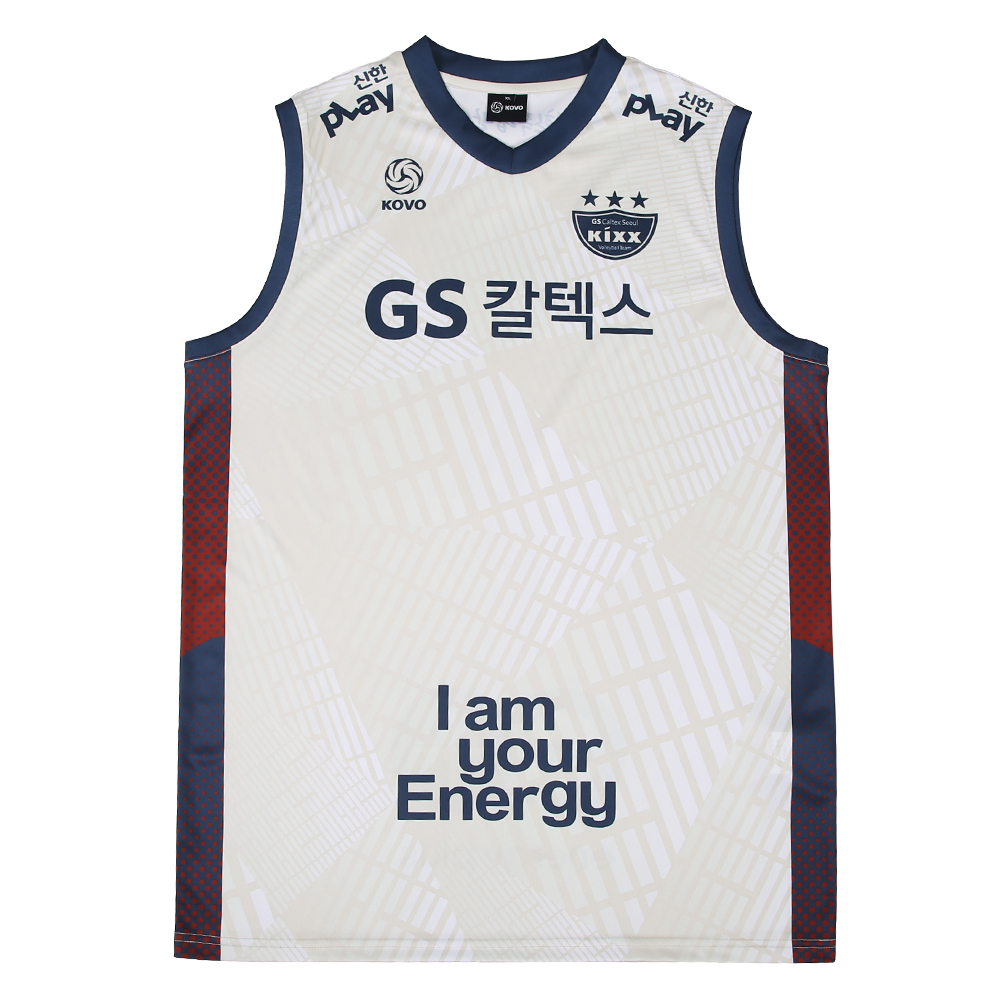 신한
play
신한
play
XL
KOVO
KOVO
GS Caltex Seoul
Kixx
Volleyball Team
GS 칼텍스
I am
your
Energy